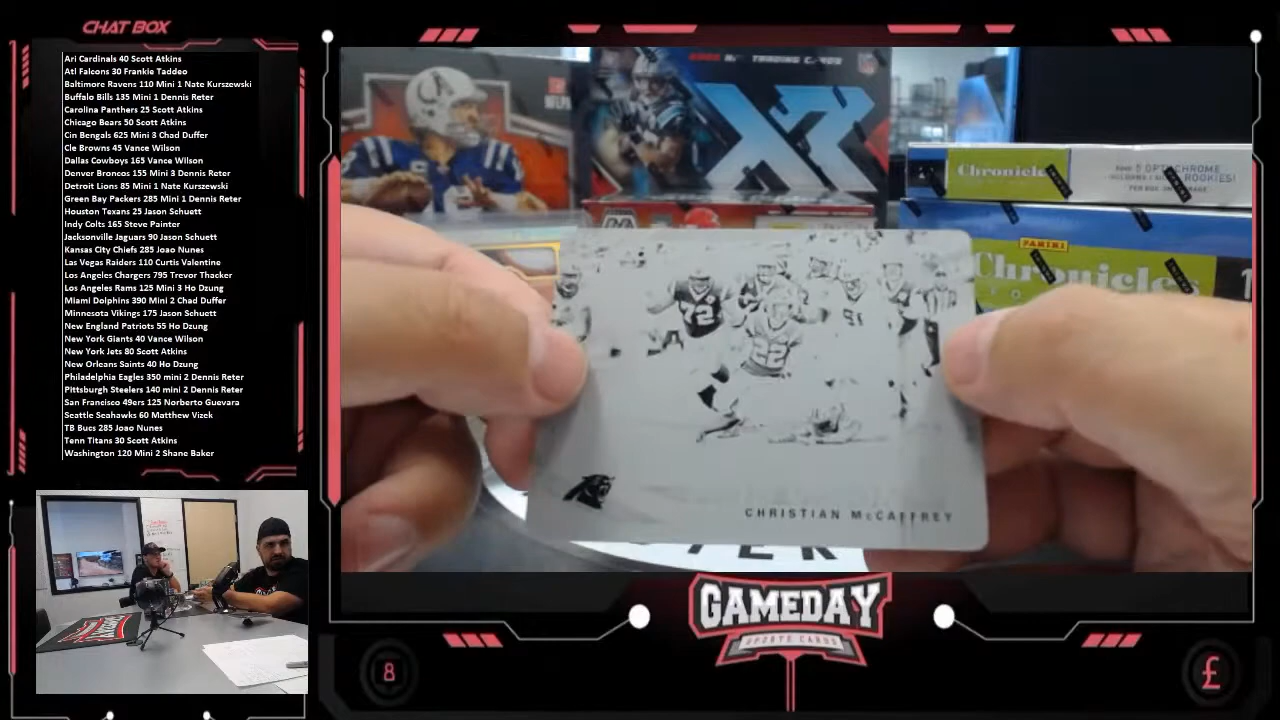 CHAT BOX
Ari Cardinals 40 Scott Atkins
Atl Falcons 30 Frankie Taddeo
Baltimore Ravens 110 Mini 1 Nate Kurszewski
Buffalo Bills 135 Mini 1 Dennis Reter
Carolina Panthers 25 Scott Atkins
Chicago Bears 50 Scott Atkins
Cin Bengals 625 Mini 3 Chad Duffer
Cle Browns 45 Vance Wilson
Dallas Cowboys 165 Vance Wilson
Denver Broncos 155 Mini 3 Dennis Reter
Detroit Lions 85 Mini 1 Nate Kurszewski
Green Bay Packers 285 Mini 1 Dennis Reter
Houston Texans 25 Jason Schuett
Indy Colts 165 Steve Painter
Jacksonville Jaguars 90 Jason Schuett
Kansas City Chiefs 285 Joao Nunes
Las Vegas Raiders 110 Curtis Valentine
Los Angeles Chargers 795 Trevor Thacker
Los Angeles Rams 125 Mini 3 Ho Dzung
Miami Dolphins 390 Mini 2 Chad Duffer
Minnesota Vikings 175 Jason Schuett
New England Patriots 55 Ho Dzung
New York Giants 40 Vance Wilson
New York Jets 80 Scott Atkins
New Orleans Saints 40 Ho Dzung
Philadelphia Eagles 350 mini 2 Dennis Reter
Pittsburgh Steelers 140 mini 2 Dennis Reter
San Francisco 49ers 125 Norberto Guevara
Seattle Seahawks 60 Matthew Vizek
TB Bucs 285 Joao Nunes
Tenn Titans 30 Scott Atkins
Washington 120 Mini 2 Shane Baker
TRADING CARDS
XR
Chronicles
ROOKIES!
PANINI
Chronicles
72
22
CHRISTIAN McCAFFREY
GAMEDAY
SPORTS CARDS
8
£